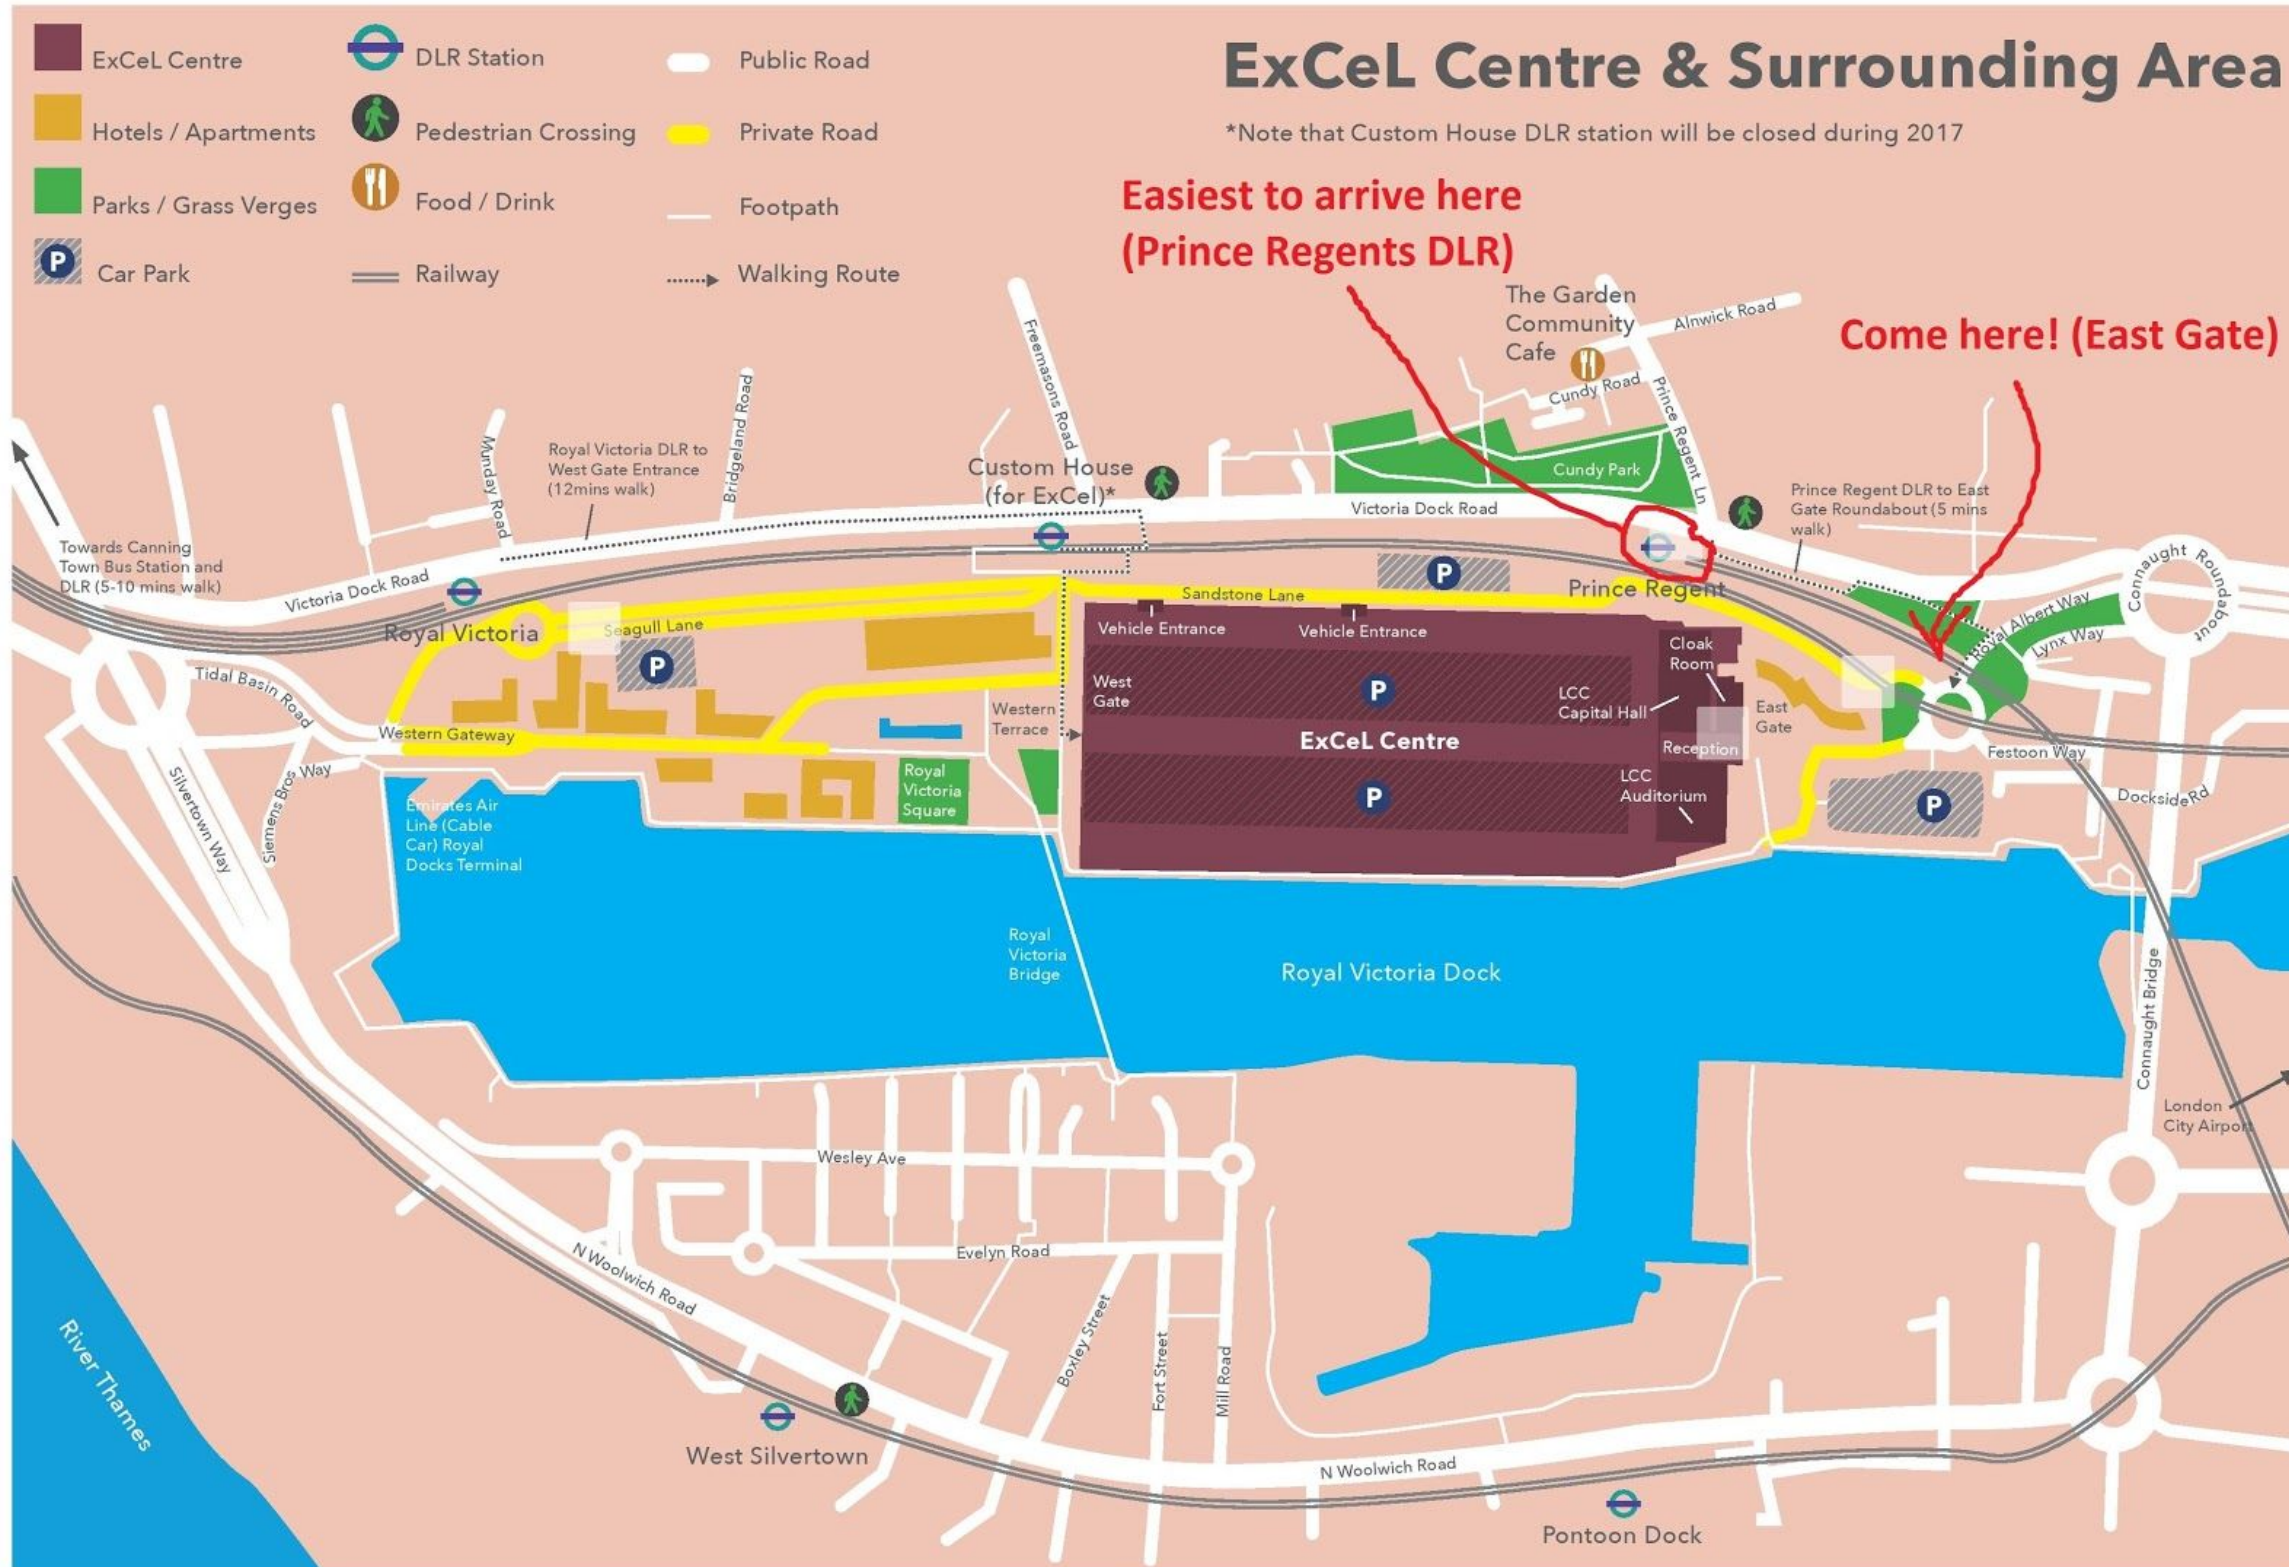 ExCeL Centre
Hotels / Apartments
Parks / Grass Verges
P
Car Park
DLR Station
Pedestrian Crossing
Food / Drink
Railway
Public Road
Private Road
Footpath
Walking Route
ExCeL Centre & Surrounding Area
*Note that Custom House DLR station will be closed during 2017
Easiest to arrive here
(Prince Regents DLR)
Come here! (East Gate)
The Garden
Community
Cafe
Alnwick Road
Cundy Road
Prince Regent Ln
Freemasons Road
Bridgeland Road
Munday Road
Royal Victoria DLR to
West Gate Entrance
(12mins walk)
Custom House
(for ExCel)*
Cundy Park
Victoria Dock Road
Prince Regent DLR to East
Gate Roundabout (5 mins
walk)
Towards Canning
Town Bus Station and
DLR (5-10 mins walk)
Victoria Dock Road
Royal Victoria
Seagull Lane
P
Sandstone Lane
P
Prince Regent
Connaught Roundabout
Royal Albert Way
Lynx Way
Vehicle Entrance
Vehicle Entrance
Cloak
Room
West
Gate
P
LCC
Capital Hall
East
Gate
Tidal Basin Road
Western
Terrace
Western Gateway
ExCeL Centre
Reception
Festoon Way
Siemens Bros Way
Silvertown Way
Royal
Victoria
Square
P
LCC
Auditorium
P
Dockside Rd
Emirates Air
Line (Cable
Car) Royal
Docks Terminal
Royal
Victoria
Bridge
Royal Victoria Dock
Connaught Bridge
London
City Airport
Wesley Ave
Evelyn Road
N Woolwich Road
Boxley Street
Fort Street
Mill Road
River Thames
West Silvertown
N Woolwich Road
Pontoon Dock